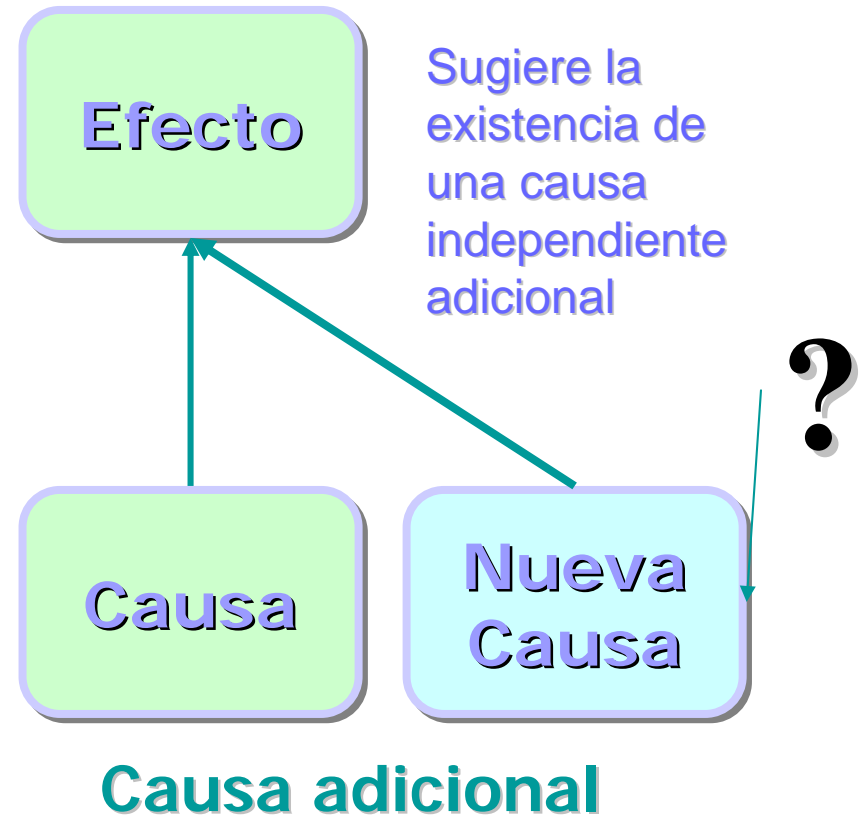 Efecto
Sugiere la
existencia de
una causa
independiente
adicional
?
Causa
Nueva
Causa
Causa adicional